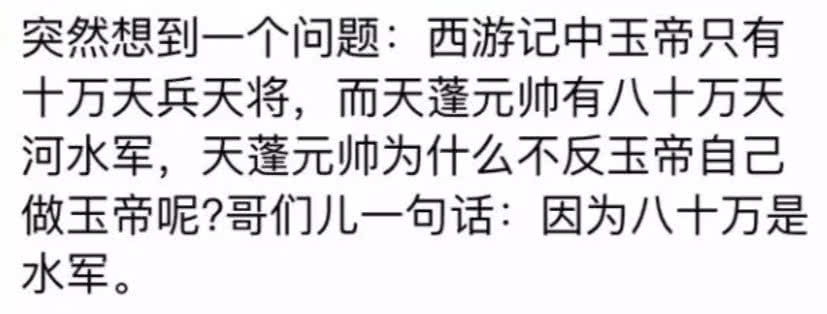 突然想到一个问题：西游记中玉帝只有
十万天兵天将，而天蓬元帅有八十万天
河水军，天蓬元帅为什么不反玉帝自己
做玉帝呢?哥们儿一句话：因为八十万是
水军。